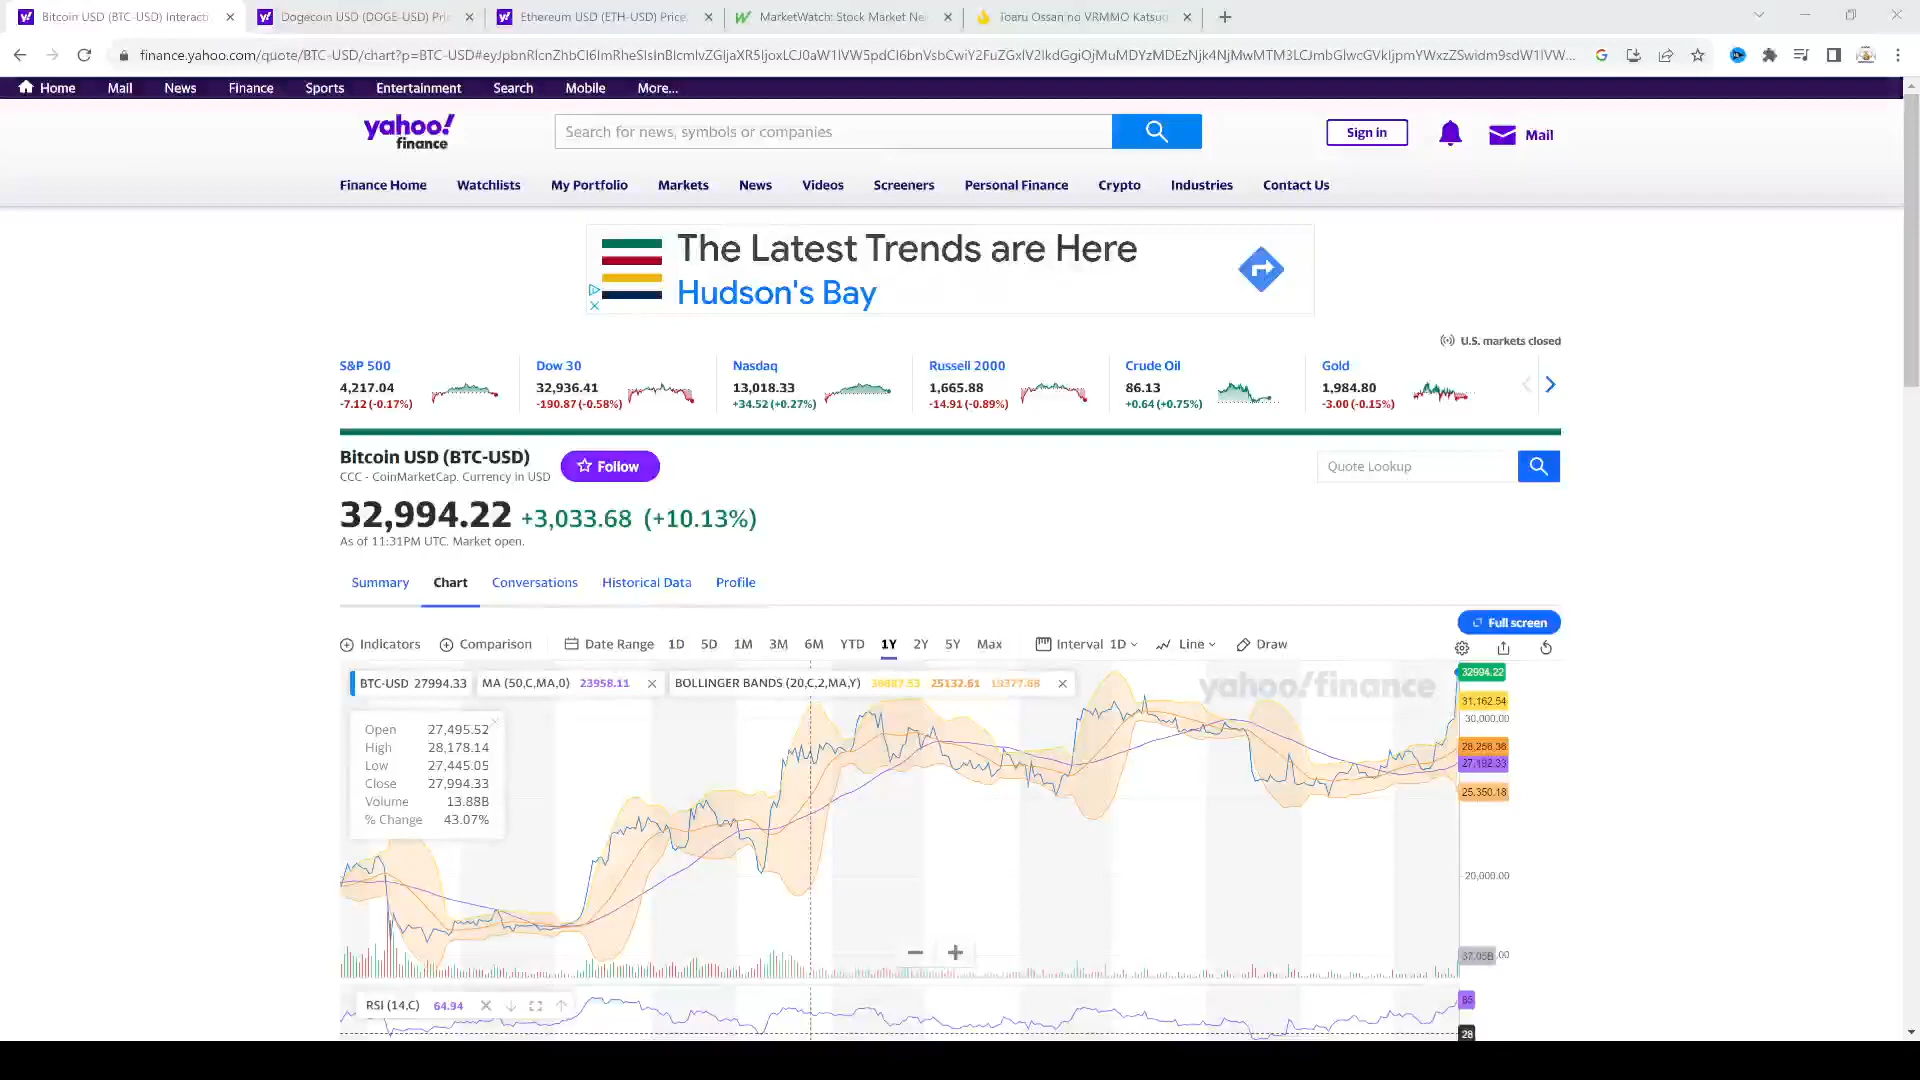 Bitcoin USD (BTC-USD) Interacti
Dogecoin USD (DOGE-USD) Pri
Ethereum USD (ETH-USD) Price,
MarketWatch: Stock Market Ne
Toaru Ossan no VRMMO Katsuo
Home Mail News Finance Sports Entertainment Search Mobile More...
yahoo! finance
Search for news, symbols or companies
Sign in
Mail
Finance Home Watchlists My Portfolio Markets News Videos Screeners Personal Finance Crypto Industries Contact Us
The Latest Trends are Here
Hudson's Bay
U.S. markets closed
S&P 500 Dow 30 Nasdaq Russell 2000 Crude Oil Gold
4,217.04 32,936.41 13,018.33 1,665.88 86.13 1,984.80
-7.12 (-0.17%) -190.87 (-0.58%) +34.52 (+0.27%) -14.91 (-0.89%) +0.64 (+0.75%) -3.00 (-0.15%)
Bitcoin USD (BTC-USD)
Follow
Quote Lookup
CCC - CoinMarketCap. Currency in USD
32,994.22 +3,033.68 (+10.13%)
As of 11:31PM UTC. Market open.
Summary Chart Conversations Historical Data Profile
Full screen
Indicators Comparison Date Range 1D 5D 1M 3M 6M YTD 1Y 2Y 5Y Max Interval 1D Line Draw
BTC-USD 27994.33 MA (50,C,MA,0) 23958.11 BOLLINGER BANDS (20,C,2,MA,Y) 25132.61
yahoo!finance
32994.22
31,162.54
30,000.00
28,256.36
27,192.33
25,350.18
20,000.00
37.05B
.00
Open 27,495.52
High 28,178.14
Low 27,445.05
Close 27,994.33
Volume 13.88B
% Change 43.07%
RSI (14,C) 64.94
85
28